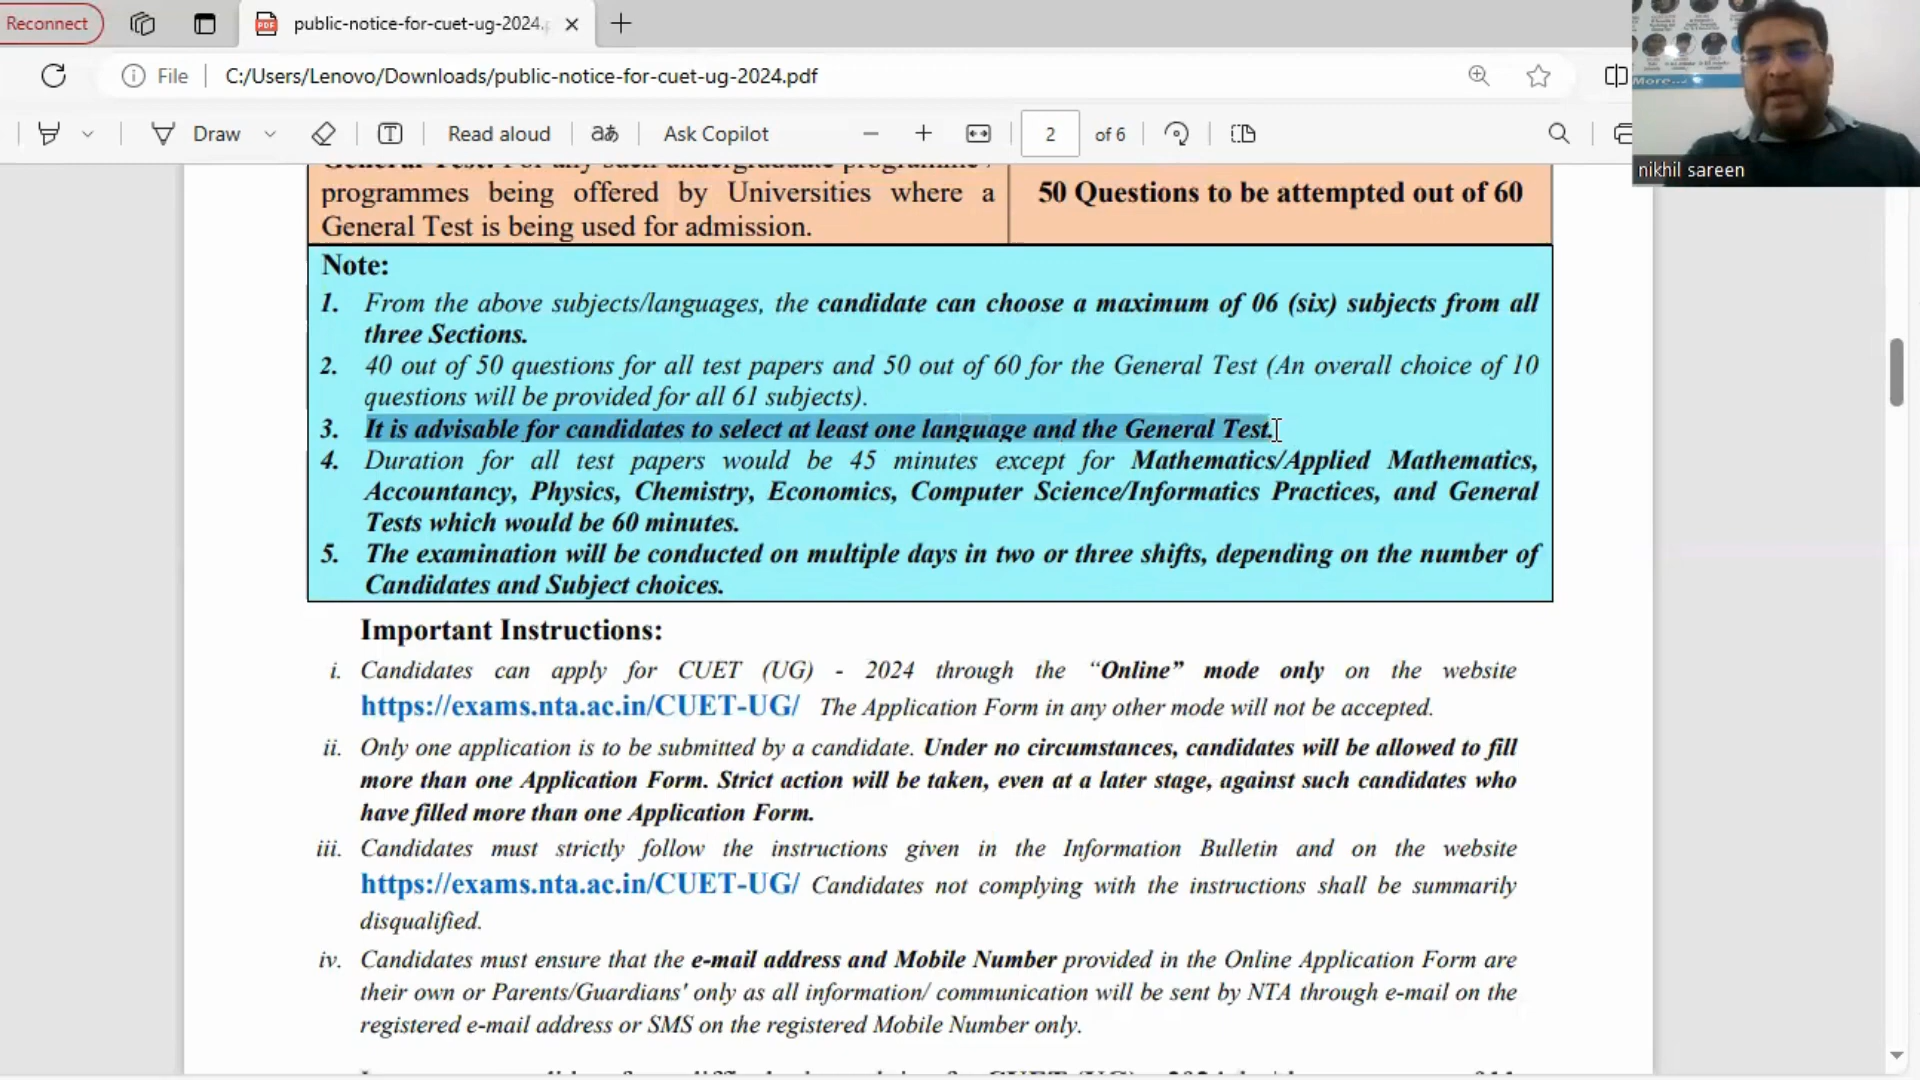 Reconnect
public-notice-for-cuet-ug-2024.
File
C:/Users/Lenovo/Downloads/public-notice-for-cuet-ug-2024.pdf
More...
Draw
Read aloud
Ask Copilot
2
of 6
nikhil sareen
General Test: For any such undergraduate programme/
programmes being offered by Universities where a
General Test is being used for admission.
50 Questions to be attempted out of 60
Note:
1. From the above subjects/languages, the candidate can choose a maximum of 06 (six) subjects from all
three Sections.
2. 40 out of 50 questions for all test papers and 50 out of 60 for the General Test (An overall choice of 10
questions will be provided for all 61 subjects).
3. It is advisable for candidates to select at least one language and the General Test.
4. Duration for all test papers would be 45 minutes except for Mathematics/Applied Mathematics,
Accountancy, Physics, Chemistry, Economics, Computer Science/Informatics Practices, and General
Tests which would be 60 minutes.
5. The examination will be conducted on multiple days in two or three shifts, depending on the number of
Candidates and Subject choices.
Important Instructions:
i. Candidates can apply for CUET (UG) - 2024 through the “Online” mode only on the website
https://exams.nta.ac.in/CUET-UG/ The Application Form in any other mode will not be accepted.
ii. Only one application is to be submitted by a candidate. Under no circumstances, candidates will be allowed to fill
more than one Application Form. Strict action will be taken, even at a later stage, against such candidates who
have filled more than one Application Form.
iii. Candidates must strictly follow the instructions given in the Information Bulletin and on the website
https://exams.nta.ac.in/CUET-UG/ Candidates not complying with the instructions shall be summarily
disqualified.
iv. Candidates must ensure that the e-mail address and Mobile Number provided in the Online Application Form are
their own or Parents/Guardians' only as all information/ communication will be sent by NTA through e-mail on the
registered e-mail address or SMS on the registered Mobile Number only.